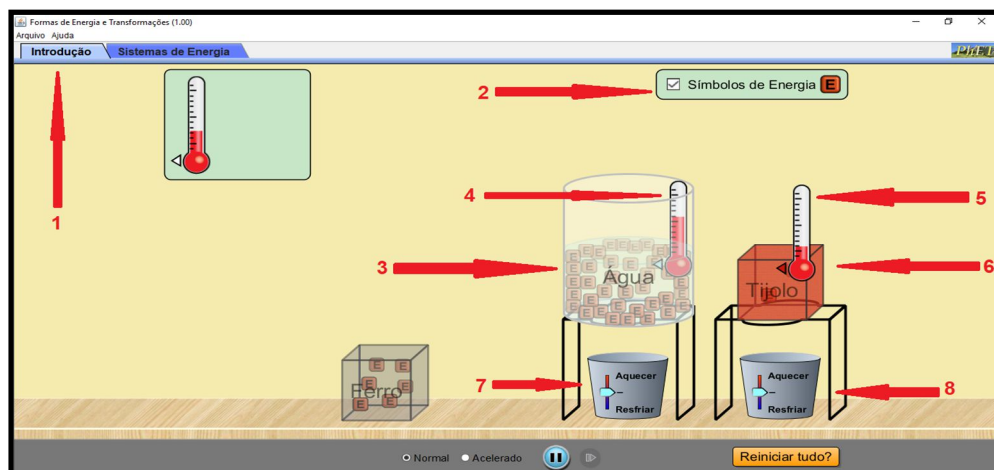 Formas de Energia e Transformações (1.00)
Arquivo Ajuda
Introdução Sistemas de Energia
PhET
2 Símbolos de Energia E
1
4
5
3
6
E E E E
Água
Tijolo
E
Ferro
7
Aquecer
Resfriar
Aquecer
Resfriar
8
Normal Acelerado
Reiniciar tudo?